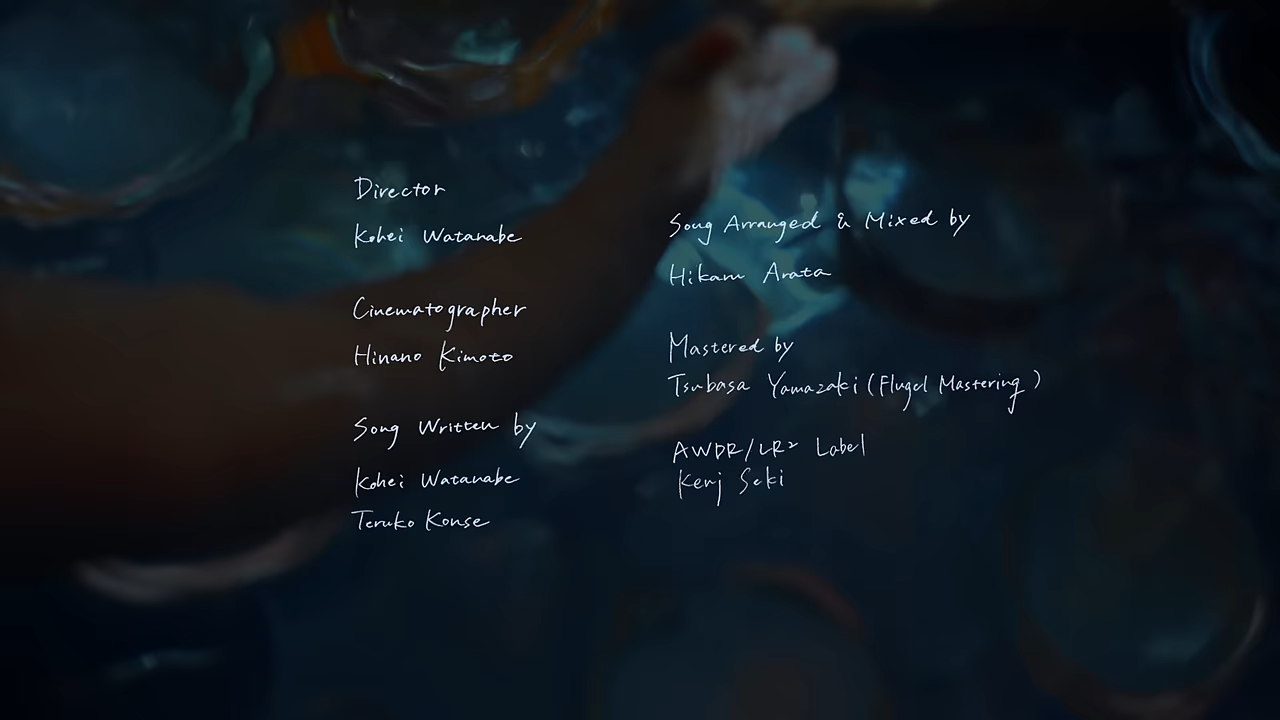 Director
Kohei Watanabe
Cinematographer
Hinano Kimoto
Song Written by
Kohei Watanabe
Teruko Konse
Song Arranged & Mixed by
Hikaru Arata
Mastered by
Tsubasa Yamazaki (Flugel Mastering)
AWDR/LR² Label
Kenj Seki